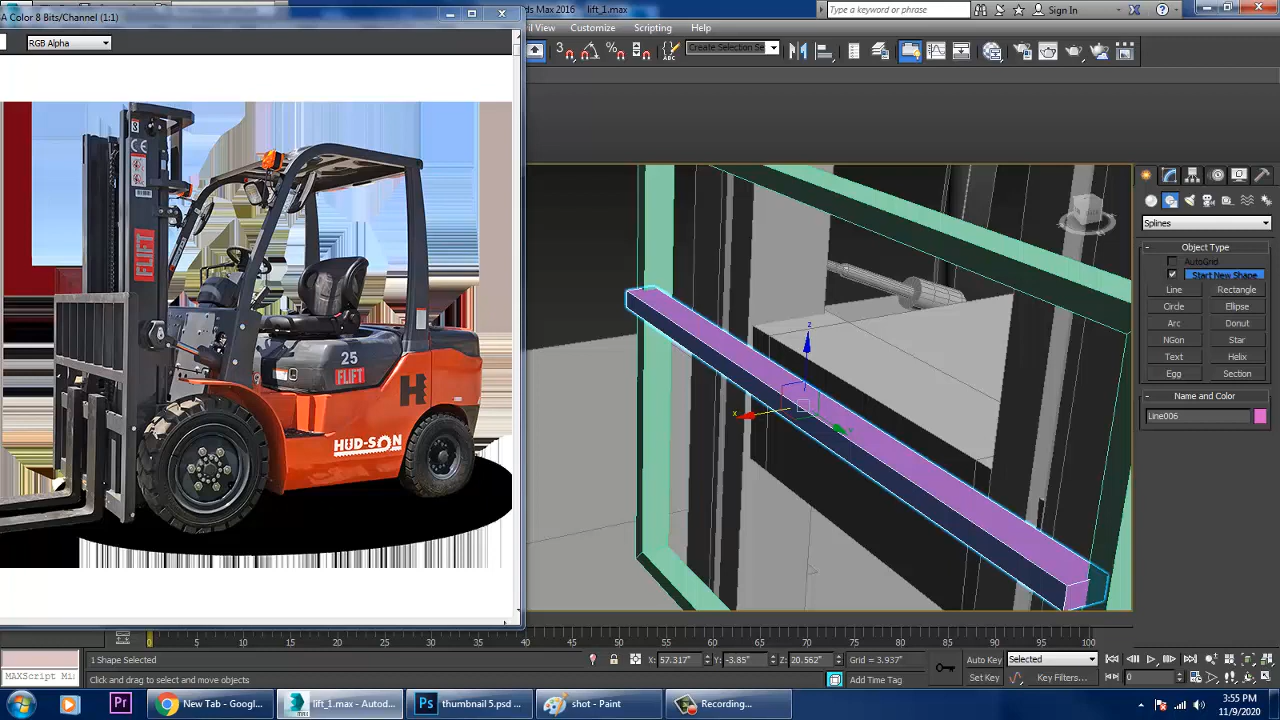 A Color 8 Bits/Channel (1:1)
RGB Alpha
CE
FLIFT
25
FLIFT
H
HUD-SON
Ds Max 2016    lift_1.max
Type a keyword or phrase
Sign In
il View
Customize
Scripting
Help
Create Selection Se
z
x
Splines
Object Type
AutoGrid
Start New Shape
Line
Rectangle
Circle
Ellipse
Arc
Donut
NGon
Star
Text
Helix
Egg
Section
Name and Color
Line006
0 5 10 15 20 25 30 35 40 45 50 55 60 65 70 75 80 85 90 95 100
1 Shape Selected
X: 57.317"
Y: -3.85"
Z: 20.562"
Grid = 3.937"
Auto Key
Selected
MAXScript Mi:
Click and drag to select and move objects
Add Time Tag
Set Key
Key Filters...
0
New Tab - Googl...
lift_1.max - Autod...
thumbnail 5.psd ...
shot - Paint
Recording...
3:55 PM
11/9/2020